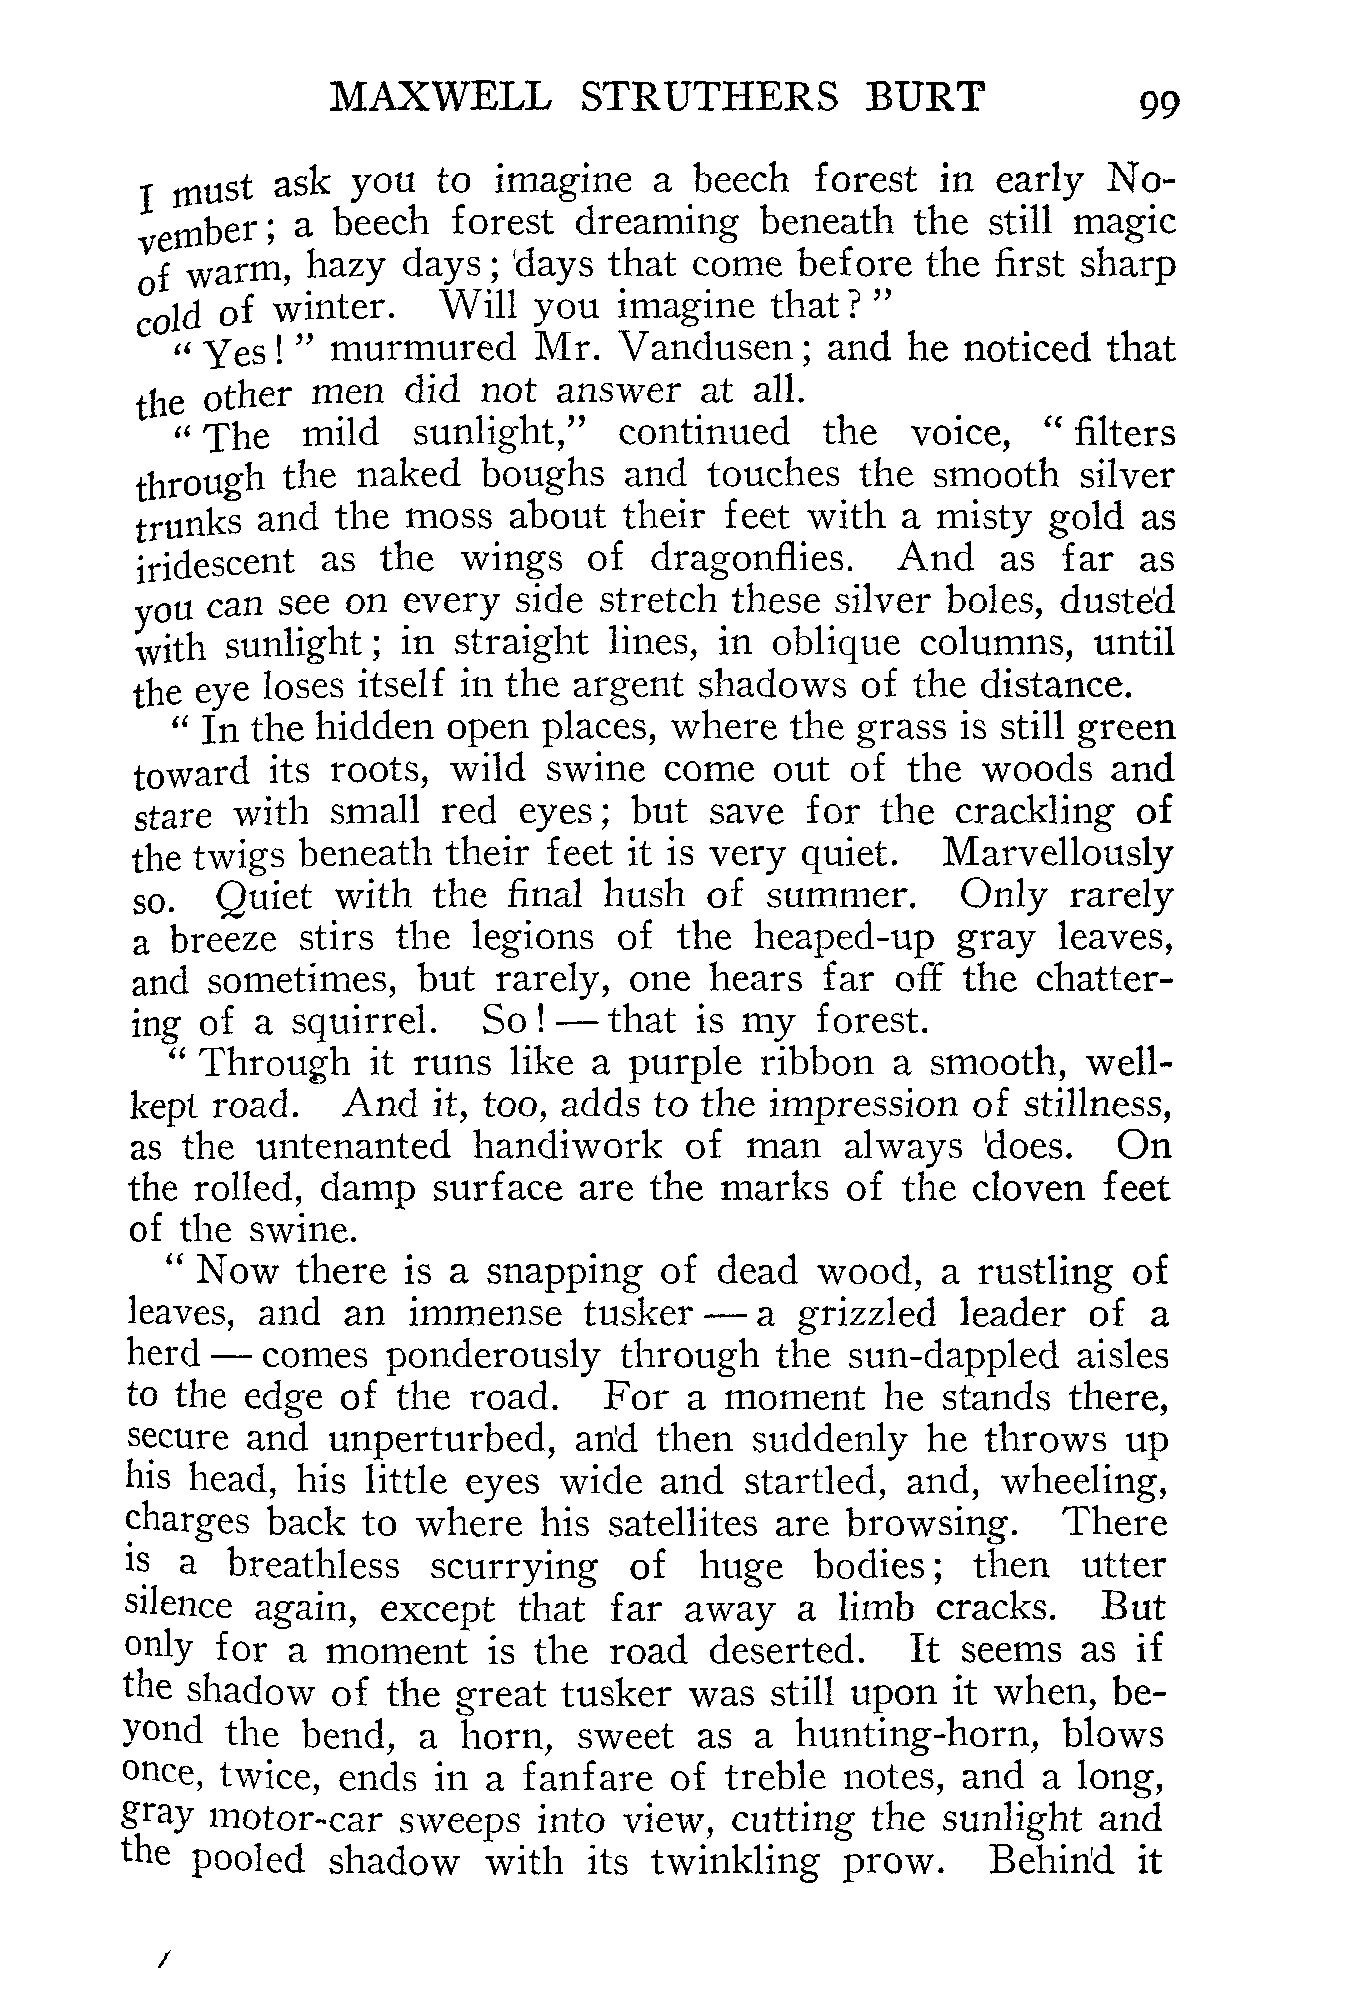 MAXWELL STRUTHERS BURT 99
I must ask you to imagine a beech forest in early No-
vember; a beech forest dreaming beneath the still magic
of warm, hazy days; days that come before the first sharp
cold of winter. Will you imagine that?"
"Yes!" murmured Mr. Vandusen; and he noticed that
the other men did not answer at all.
"The mild sunlight," continued the voice, "filters
through the naked boughs and touches the smooth silver
trunks and the moss about their feet with a misty gold as
iridescent as the wings of dragonflies. And as far as
you can see on every side stretch these silver boles, dusted
with sunlight; in straight lines, in oblique columns, until
the eye loses itself in the argent shadows of the distance.
"In the hidden open places, where the grass is still green
toward its roots, wild swine come out of the woods and
stare with small red eyes; but save for the crackling of
the twigs beneath their feet it is very quiet. Marvellously
so. Quiet with the final hush of summer. Only rarely
a breeze stirs the legions of the heaped-up gray leaves,
and sometimes, but rarely, one hears far off the chatter-
ing of a squirrel. So!—that is my forest.
"Through it runs like a purple ribbon a smooth, well-
kept road. And it, too, adds to the impression of stillness,
as the untenanted handiwork of man always does. On
the rolled, damp surface are the marks of the cloven feet
of the swine.
"Now there is a snapping of dead wood, a rustling of
leaves, and an immense tusker—a grizzled leader of a
herd—comes ponderously through the sun-dappled aisles
to the edge of the road. For a moment he stands there,
secure and unperturbed, and then suddenly he throws up
his head, his little eyes wide and startled, and, wheeling,
charges back to where his satellites are browsing. There
is a breathless scurrying of huge bodies; then utter
silence again, except that far away a limb cracks. But
only for a moment is the road deserted. It seems as if
the shadow of the great tusker was still upon it when, be-
yond the bend, a horn, sweet as a hunting-horn, blows
once, twice, ends in a fanfare of treble notes, and a long,
gray motor-car sweeps into view, cutting the sunlight and
the pooled shadow with its twinkling prow. Behind it